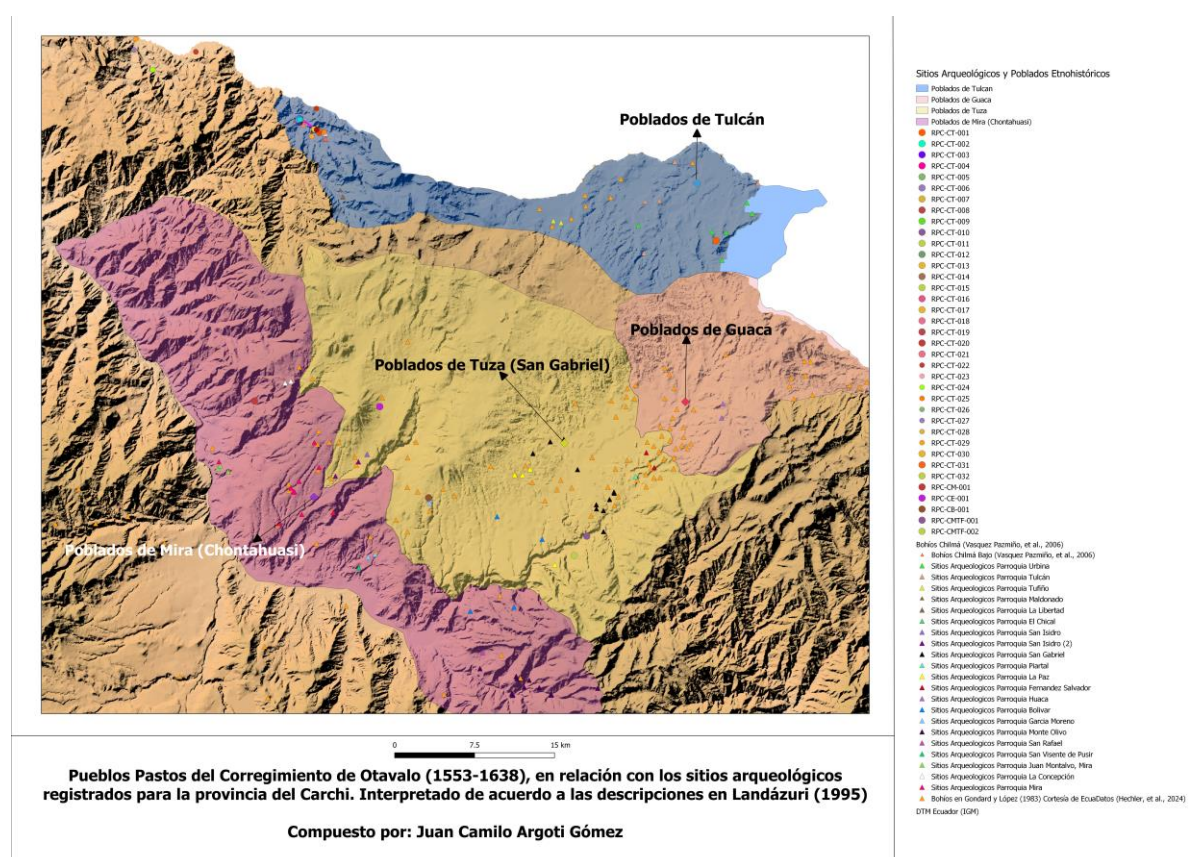 Poblados de Tulcán
Poblados de Guaca
Poblados de Tuza (San Gabriel)
Poblados de Mira (Chontahuasi)
0 7.5 15 km
Pueblos Pastos del Corregimiento de Otavalo (1553-1638), en relación con los sitios arqueológicos
registrados para la provincia del Carchi. Interpretado de acuerdo a las descripciones en Landázuri (1995)
Compuesto por: Juan Camilo Argoti Gómez
Sitios Arqueológicos y Poblados Etnohistóricos
Poblados de Tulcan
Poblados de Guaca
Poblados de Tuza
Poblados de Mira (Chontahuasi)
RPC-CT-001
RPC-CT-002
RPC-CT-003
RPC-CT-004
RPC-CT-005
RPC-CT-006
RPC-CT-007
RPC-CT-008
RPC-CT-009
RPC-CT-010
RPC-CT-011
RPC-CT-012
RPC-CT-013
RPC-CT-014
RPC-CT-015
RPC-CT-016
RPC-CT-017
RPC-CT-018
RPC-CT-019
RPC-CT-020
RPC-CT-021
RPC-CT-022
RPC-CT-023
RPC-CT-024
RPC-CT-025
RPC-CT-026
RPC-CT-027
RPC-CT-028
RPC-CT-029
RPC-CT-030
RPC-CT-031
RPC-CT-032
RPC-CM-001
RPC-CE-001
RPC-CB-001
RPC-CMTF-001
RPC-CMTF-002
Bohíos Chilmá (Vasquez Pazmiño, et al., 2006)
Bohíos Chilmá Bajo (Vasquez Pazmiño, et al., 2006)
Sitios Arqueologicos Parroquia Urbina
Sitios Arqueologicos Parroquia Tulcán
Sitios Arqueologicos Parroquia Tufiño
Sitios Arqueologicos Parroquia Maldonado
Sitios Arqueologicos Parroquia La Libertad
Sitios Arqueologicos Parroquia El Chical
Sitios Arqueologicos Parroquia San Isidro
Sitios Arqueologicos Parroquia San Isidro (2)
Sitios Arqueologicos Parroquia San Gabriel
Sitios Arqueologicos Parroquia Piartal
Sitios Arqueologicos Parroquia La Paz
Sitios Arqueologicos Parroquia Fernandez Salvador
Sitios Arqueologicos Parroquia Huaca
Sitios Arqueologicos Parroquia Bolivar
Sitios Arqueologicos Parroquia Garcia Moreno
Sitios Arqueologicos Parroquia Monte Olivo
Sitios Arqueologicos Parroquia San Rafael
Sitios Arqueologicos Parroquia San Visente de Pusir
Sitios Arqueologicos Parroquia Juan Montalvo, Mira
Sitios Arqueologicos Parroquia La Concepción
Sitios Arqueologicos Parroquia Mira
Bohíos en Gondard y López (1983) Cortesía de EcuaDatos (Hechler, et al., 2024)
DTM Ecuador (IGM)